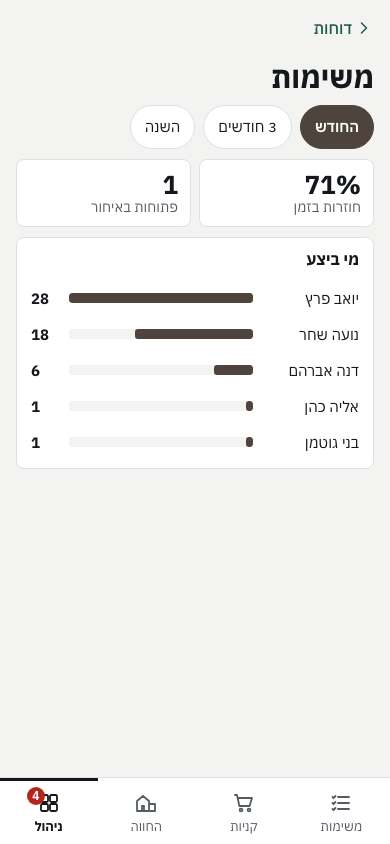 דוחות
משימות
החודש
3 חודשים
השנה
71%
חוזרות בזמן
1
פתוחות באיחור
מי ביצע
יואב פרץ 28
נועה שחר 18
דנה אברהם 6
אליה כהן 1
בני גוטמן 1
משימות
קניות
החווה
4
ניהול